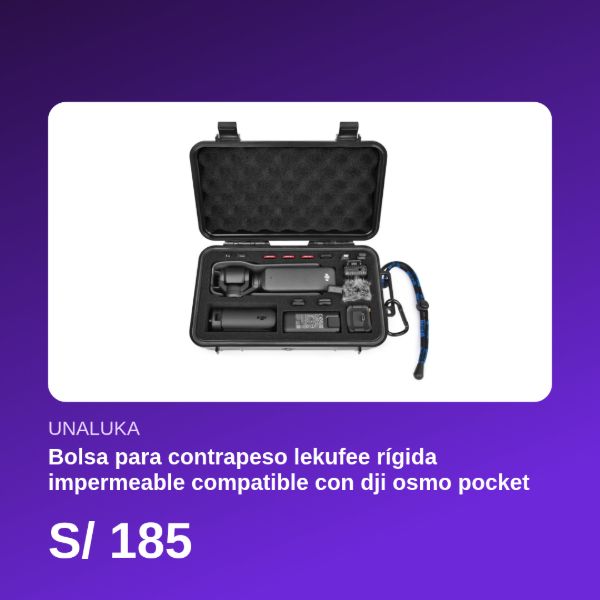 UNALUKA
Bolsa para contrapeso lekufee rígida
impermeable compatible con dji osmo pocket
S/ 185